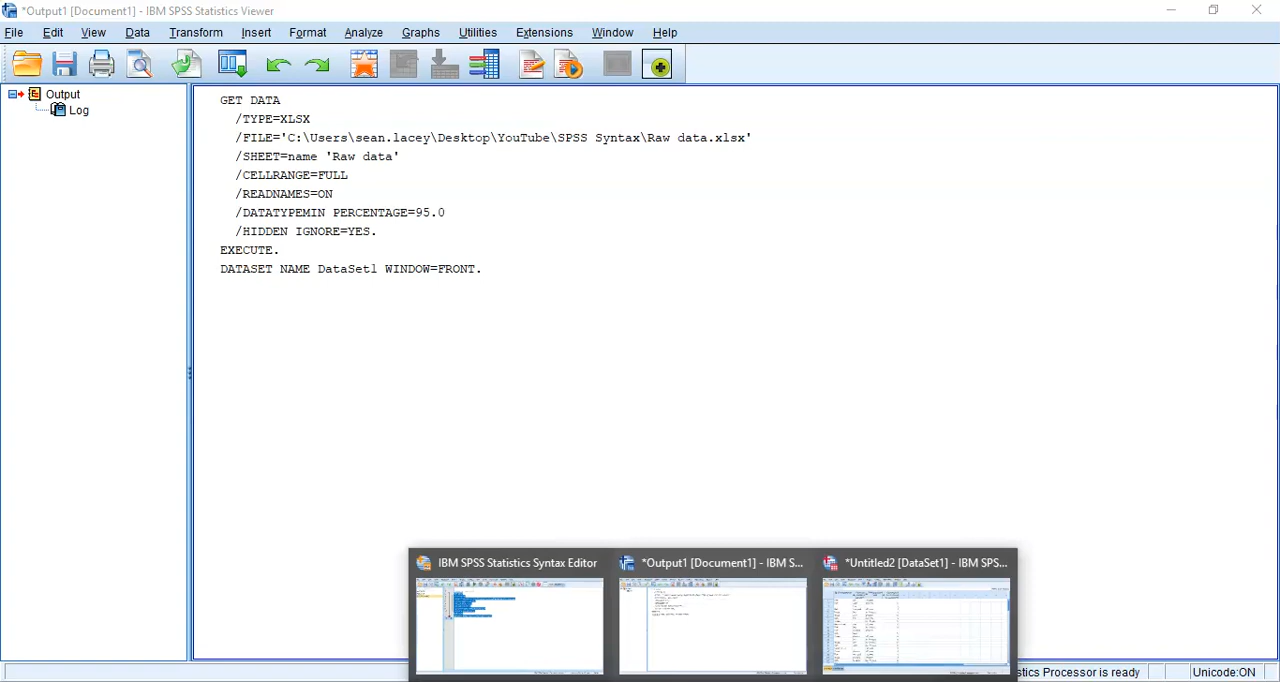 *Output1 [Document1] - IBM SPSS Statistics Viewer
File Edit View Data Transform Insert Format Analyze Graphs Utilities Extensions Window Help
Output
Log
GET DATA
/TYPE=XLSX
/FILE='C:\Users\sean.lacey\Desktop\YouTube\SPSS Syntax\Raw data.xlsx'
/SHEET=name 'Raw data'
/CELLRANGE=FULL
/READNAMES=ON
/DATATYPEMIN PERCENTAGE=95.0
/HIDDEN IGNORE=YES.
EXECUTE.
DATASET NAME DataSet1 WINDOW=FRONT.
IBM SPSS Statistics Syntax Editor
*Output1 [Document1] - IBM S...
*Untitled2 [DataSet1] - IBM SPS...
stics Processor is ready
Unicode:ON